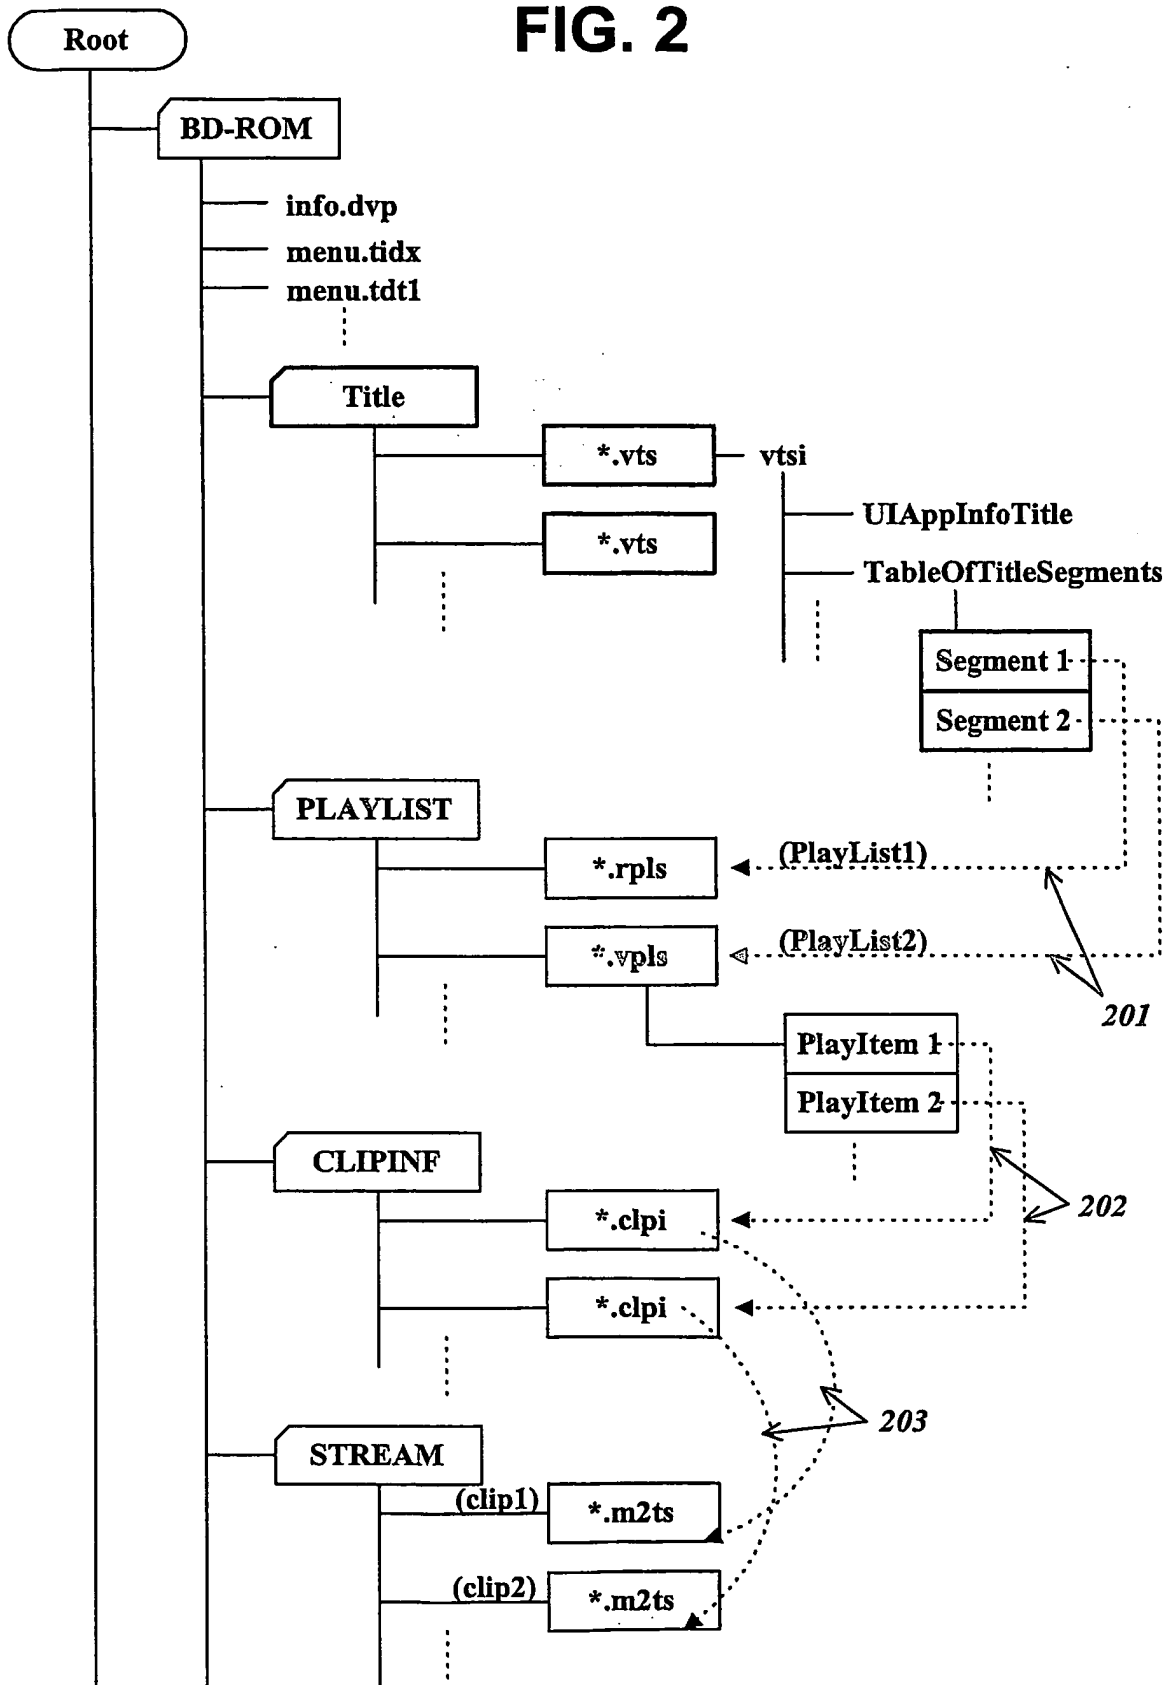 FIG. 2
Root
BD-ROM
info.dvp
menu.tidx
menu.tdt1
Title
*.vts
vtsi
UIAppInfoTitle
*.vts
TableOfTitleSegments
Segment 1
Segment 2
PLAYLIST
*.rpls
(PlayList1)
*.vpls
(PlayList2)
201
PlayItem 1
PlayItem 2
CLIPINF
*.clpi
202
*.clpi
203
STREAM
(clip1)
*.m2ts
(clip2)
*.m2ts